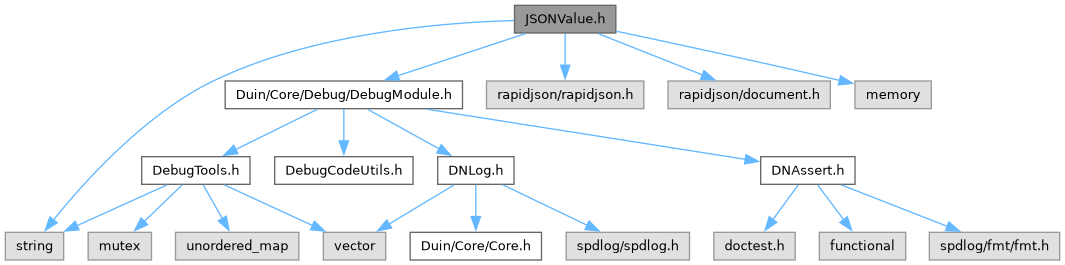 JSONValue.h
Duin/Core/Debug/DebugModule.h
rapidjson/rapidjson.h
rapidjson/document.h
memory
DebugTools.h
DebugCodeUtils.h
DNLog.h
DNAssert.h
string
mutex
unordered_map
vector
Duin/Core/Core.h
spdlog/spdlog.h
doctest.h
functional
spdlog/fmt/fmt.h